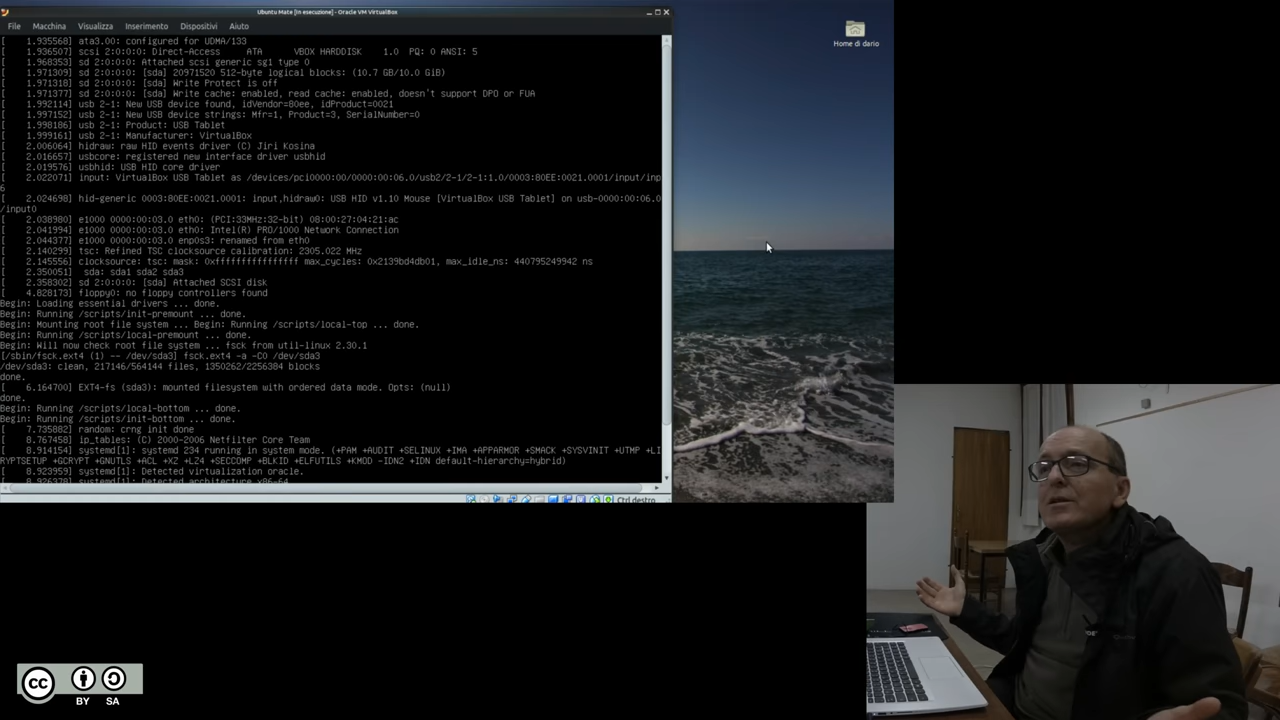 Ubuntu Mate [In esecuzione] - Oracle VM VirtualBox
File Macchina Visualizza Inserimento Dispositivi Aiuto
[ 1.935568] ata3.00: configured for UDMA/133
[ 1.936507] scsi 2:0:0:0: Direct-Access ATA VBOX HARDDISK 1.0 PQ: 0 ANSI: 5
[ 1.968353] sd 2:0:0:0: Attached scsi generic sg1 type 0
[ 1.971309] sd 2:0:0:0: [sda] 20971520 512-byte logical blocks: (10.7 GB/10.0 GiB)
[ 1.971318] sd 2:0:0:0: [sda] Write Protect is off
[ 1.971377] sd 2:0:0:0: [sda] Write cache: enabled, read cache: enabled, doesn't support DPO or FUA
[ 1.992114] usb 2-1: New USB device found, idVendor=80ee, idProduct=0021
[ 1.997152] usb 2-1: New USB device strings: Mfr=1, Product=3, SerialNumber=0
[ 1.998186] usb 2-1: Product: USB Tablet
[ 1.999161] usb 2-1: Manufacturer: VirtualBox
[ 2.006064] hidraw: raw HID events driver (C) Jiri Kosina
[ 2.016657] usbcore: registered new interface driver usbhid
[ 2.019576] usbhid: USB HID core driver
[ 2.022071] input: VirtualBox USB Tablet as /devices/pci0000:00/0000:00:06.0/usb2/2-1/2-1:1.0/0003:80EE:0021.0001/input/inp
6
[ 2.024698] hid-generic 0003:80EE:0021.0001: input,hidraw0: USB HID v1.10 Mouse [VirtualBox USB Tablet] on usb-0000:00:06.0
/input0
[ 2.038980] e1000 0000:00:03.0 eth0: (PCI:33MHz:32-bit) 08:00:27:04:21:ac
[ 2.041994] e1000 0000:00:03.0 eth0: Intel(R) PRO/1000 Network Connection
[ 2.044377] e1000 0000:00:03.0 enp0s3: renamed from eth0
[ 2.140299] tsc: Refined TSC clocksource calibration: 2305.022 MHz
[ 2.145556] clocksource: tsc: mask: 0xffffffffffffffff max_cycles: 0x2139bd4db01, max_idle_ns: 440795249942 ns
[ 2.350051] sda: sda1 sda2 sda3
[ 2.358302] sd 2:0:0:0: [sda] Attached SCSI disk
[ 4.828173] floppy0: no floppy controllers found
Begin: Loading essential drivers ... done.
Begin: Running /scripts/init-premount ... done.
Begin: Mounting root file system ... Begin: Running /scripts/local-top ... done.
Begin: Running /scripts/local-premount ... done.
Begin: Will now check root file system ... fsck from util-linux 2.30.1
[/sbin/fsck.ext4 (1) -- /dev/sda3] fsck.ext4 -a -C0 /dev/sda3
/dev/sda3: clean, 217146/564144 files, 1350262/2256384 blocks
done.
[ 6.164700] EXT4-fs (sda3): mounted filesystem with ordered data mode. Opts: (null)
done.
Begin: Running /scripts/local-bottom ... done.
Begin: Running /scripts/init-bottom ... done.
[ 7.735882] random: crng init done
[ 8.767458] ip_tables: (C) 2000-2006 Netfilter Core Team
[ 8.914154] systemd[1]: systemd 234 running in system mode. (+PAM +AUDIT +SELINUX +IMA +APPARMOR +SMACK +SYSVINIT +UTMP +LI
RYPTSETUP +GCRYPT +GNUTLS +ACL +XZ +LZ4 +SECCOMP +BLKID +ELFUTILS +KMOD -IDN2 +IDN default-hierarchy=hybrid)
[ 8.923959] systemd[1]: Detected virtualization oracle.
[ 8.926378] systemd[1]: Detected architecture x86-64.
Ctrl destro
Home di dario
CC BY SA